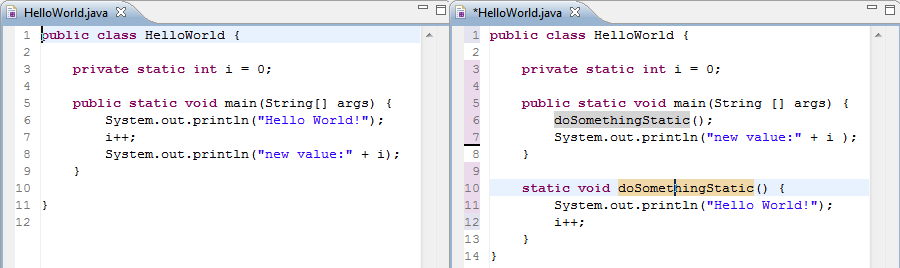 HelloWorld.java
1 public class HelloWorld {
2
3     private static int i = 0;
4
5     public static void main(String[] args) {
6         System.out.println("Hello World!");
7         i++;
8         System.out.println("new value:" + i);
9     }
10
11 }
12
*HelloWorld.java
1 public class HelloWorld {
2
3     private static int i = 0;
4
5     public static void main(String [] args) {
6         doSomethingStatic();
7         System.out.println("new value:" + i );
8     }
9
10     static void doSomethingStatic() {
11         System.out.println("Hello World!");
12         i++;
13     }
14 }